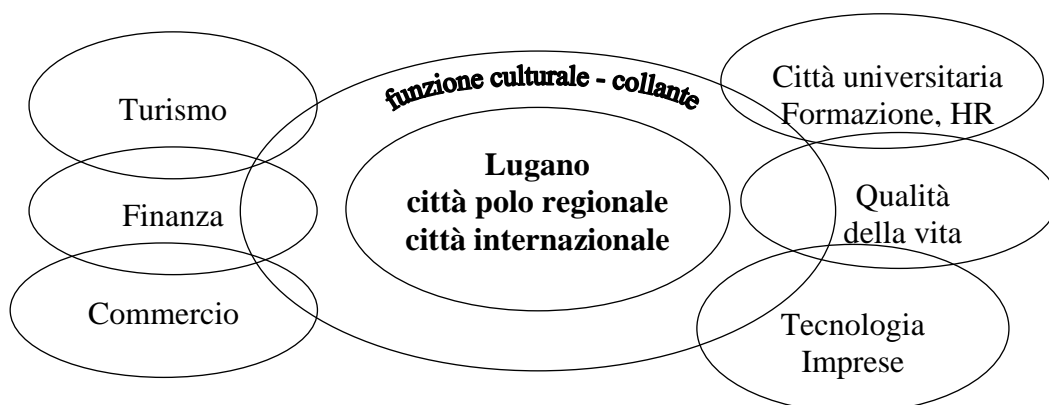 funzione culturale - collante
Turismo
Finanza
Commercio
Lugano
città polo regionale
città internazionale
Città universitaria
Formazione, HR
Qualità
della vita
Tecnologia
Imprese